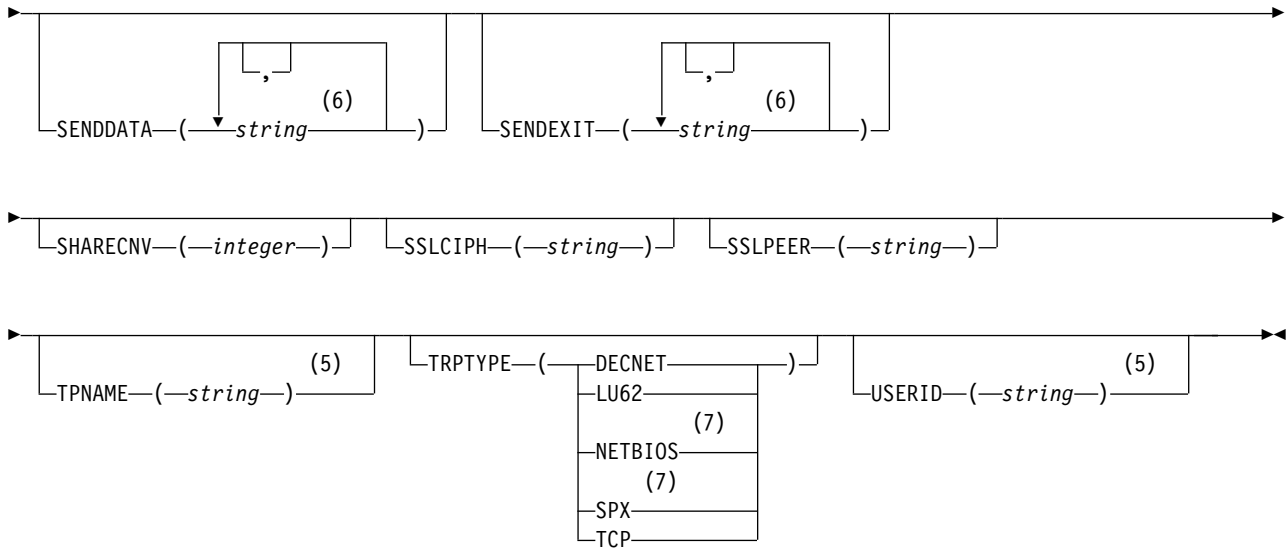 ,
,
(6)
(6)
SENDDATA ( string )
SENDEXIT ( string )
SHARECNV ( integer )
SSLCIPH ( string )
SSLPEER ( string )
(5)
TPNAME ( string )
TRPTYPE ( DECNET )
LU62
(7)
NETBIOS
(7)
SPX
TCP
(5)
USERID ( string )